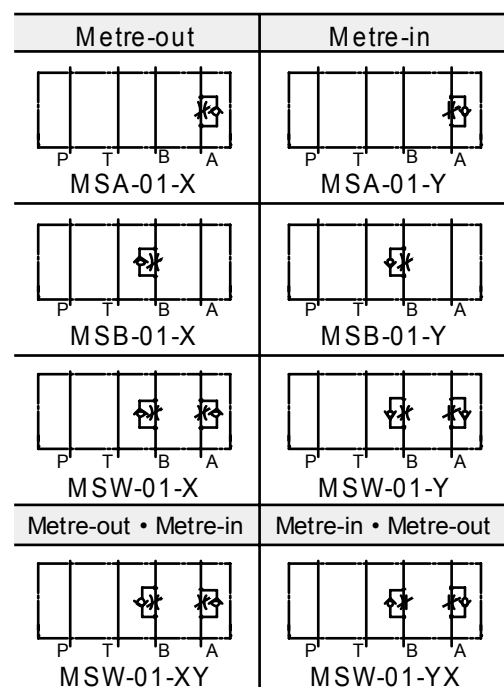 Metre-out Metre-in
P T B A P T B A
MSA-01-X MSA-01-Y
P T B A P T B A
MSB-01-X MSB-01-Y
P T B A P T B A
MSW-01-X MSW-01-Y
Metre-out • Metre-in Metre-in • Metre-out
P T B A P T B A
MSW-01-XY MSW-01-YX